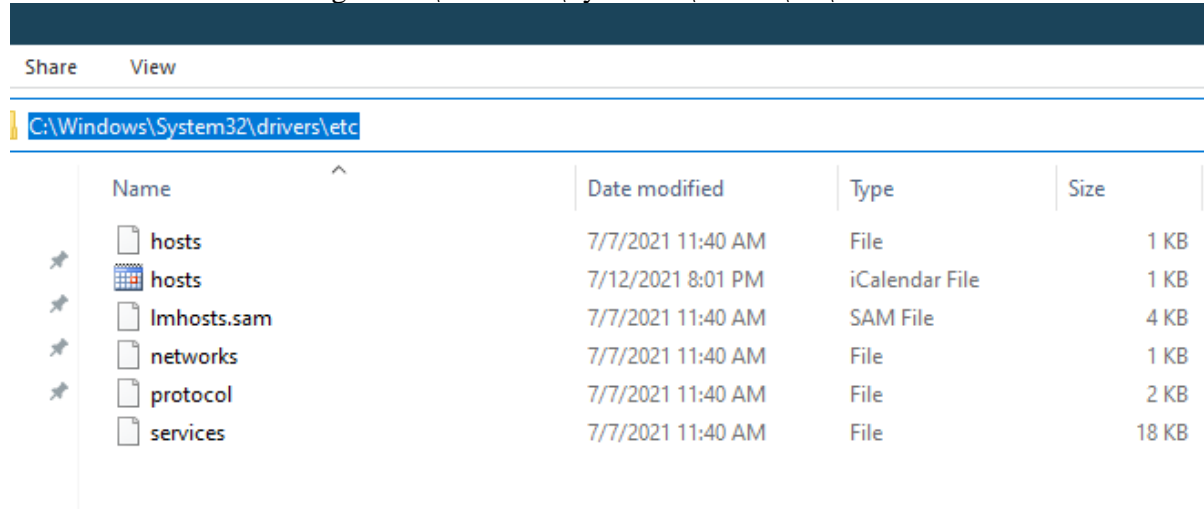 Share View
C:\Windows\System32\drivers\etc
Name Date modified Type Size
hosts 7/7/2021 11:40 AM File 1 KB
hosts 7/12/2021 8:01 PM iCalendar File 1 KB
lmhosts.sam 7/7/2021 11:40 AM SAM File 4 KB
networks 7/7/2021 11:40 AM File 1 KB
protocol 7/7/2021 11:40 AM File 2 KB
services 7/7/2021 11:40 AM File 18 KB